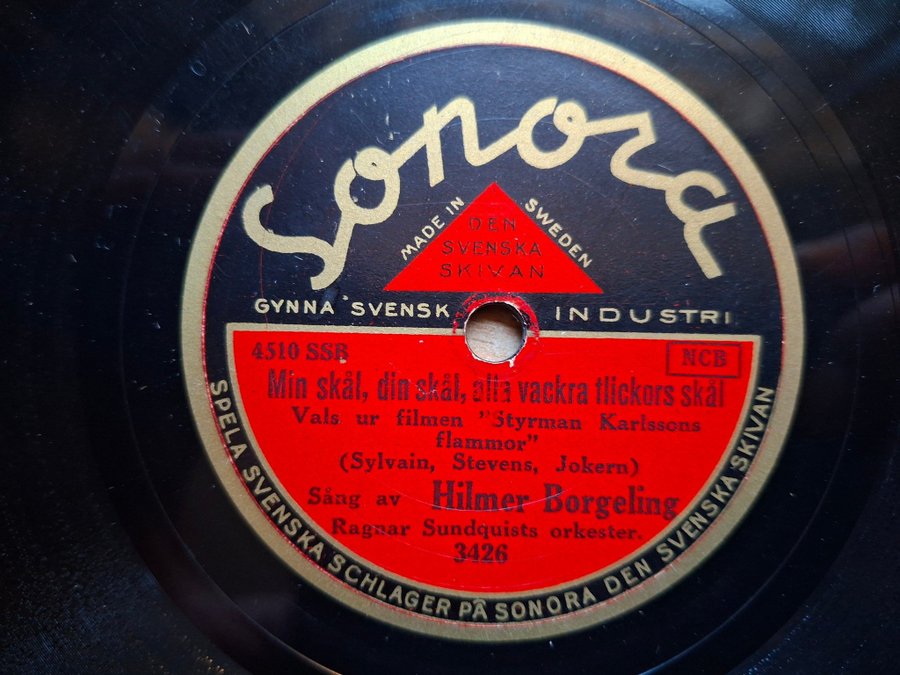 Sonora
MADE IN SWEDEN
DEN
SVENSKA
SKIVAN
GYNNA SVENSK INDUSTRI
4510 SSB
NCB
Min skål, din skål, alla vackra flickors skål
Vals ur filmen "Styrman Karlssons
flammor"
(Sylvain, Stevens, Jokern)
Sång av Hilmer Borgeling
Ragnar Sundquists orkester.
3426
SPELA SVENSKA SCHLAGER PÅ SONORA DEN SVENSKA SKIVAN